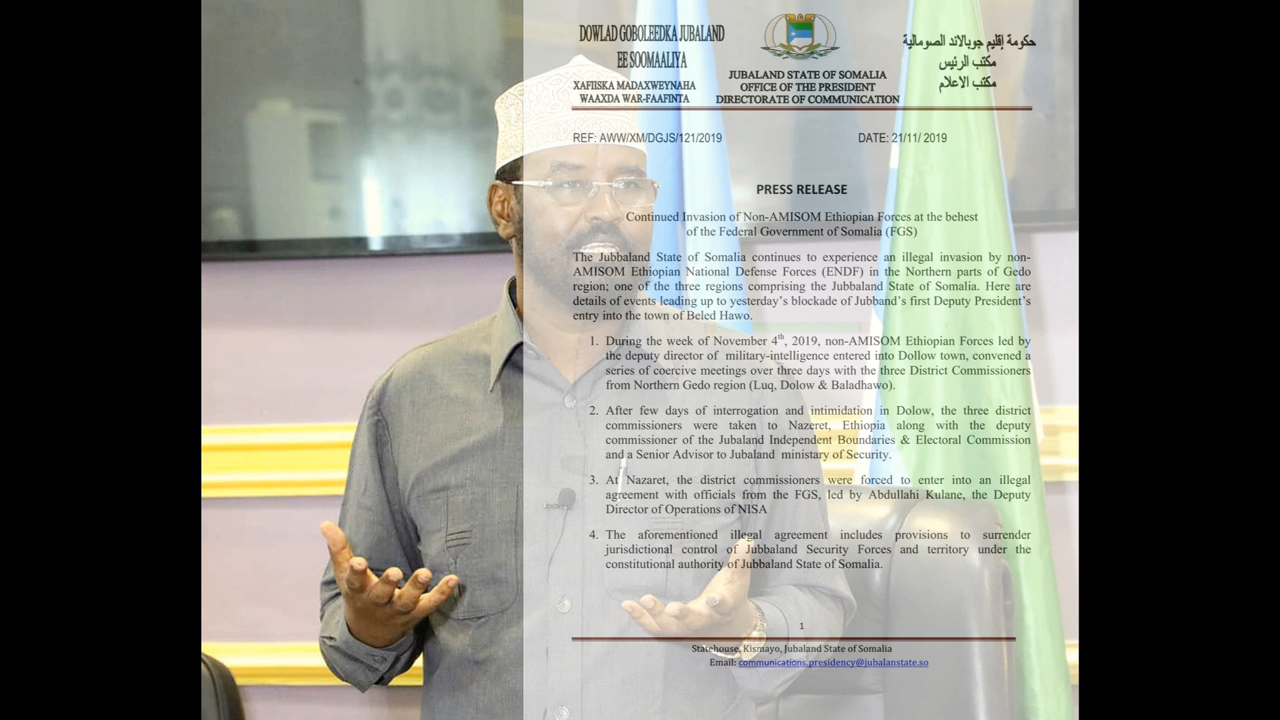 DOWLAD GOBOLEEDKA JUBALAND
EE SOOMAALIYA
XAFIISKA MADAXWEYNAHA
WAAXDA WAR-FAAFINTA
JUBALAND STATE OF SOMALIA
OFFICE OF THE PRESIDENT
DIRECTORATE OF COMMUNICATION
حكومة إقليم جوبالاند الصومالية
مكتب الرئيس
مكتب الاعلام
REF: AWW/XM/DGJS/121/2019 DATE: 21/11/ 2019
PRESS RELEASE
Continued Invasion of Non-AMISOM Ethiopian Forces at the behest
of the Federal Government of Somalia (FGS)
The Jubbaland State of Somalia continues to experience an illegal invasion by non-
AMISOM Ethiopian National Defense Forces (ENDF) in the Northern parts of Gedo
region; one of the three regions comprising the Jubbaland State of Somalia. Here are
details of events leading up to yesterday's blockade of Jubband's first Deputy President's
entry into the town of Beled Hawo.
1. During the week of November 4th, 2019, non-AMISOM Ethiopian Forces led by
the deputy director of military-intelligence entered into Dollow town, convened a
series of coercive meetings over three days with the three District Commissioners
from Northern Gedo region (Luq, Dolow & Baladhawo).
2. After few days of interrogation and intimidation in Dolow, the three district
commissioners were taken to Nazeret, Ethiopia along with the deputy
commissioner of the Jubaland Independent Boundaries & Electoral Commission
and a Senior Advisor to Jubaland ministary of Security.
3. At Nazaret, the district commissioners were forced to enter into an illegal
agreement with officials from the FGS, led by Abdullahi Kulane, the Deputy
Director of Operations of NISA
4. The aforementioned illegal agreement includes provisions to surrender
jurisdictional control of Jubbaland Security Forces and territory under the
constitutional authority of Jubbaland State of Somalia.
1
Statehouse, Kismayo, Jubaland State of Somalia
Email: communications.presidency@jubalanstate.so